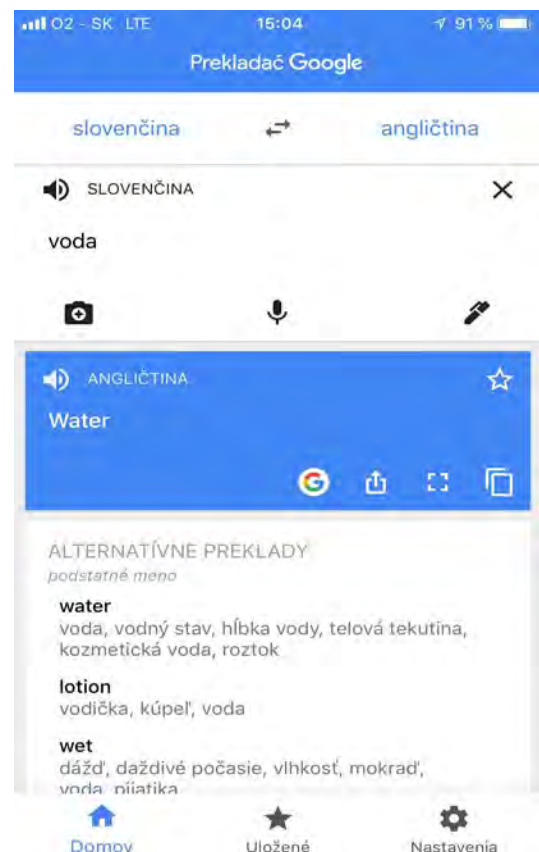 O2 - SK LTE 15:04 91 %
Prekladač Google
slovenčina angličtina
SLOVENČINA
voda
ANGLIČTINA
Water
ALTERNATÍVNE PREKLADY
podstatné meno
water
voda, vodný stav, hĺbka vody, telová tekutina,
kozmetická voda, roztok
lotion
vodička, kúpeľ, voda
wet
dážď, daždivé počasie, vlhkosť, mokraď,
voda, pijatika
Domov Uložené Nastavenia